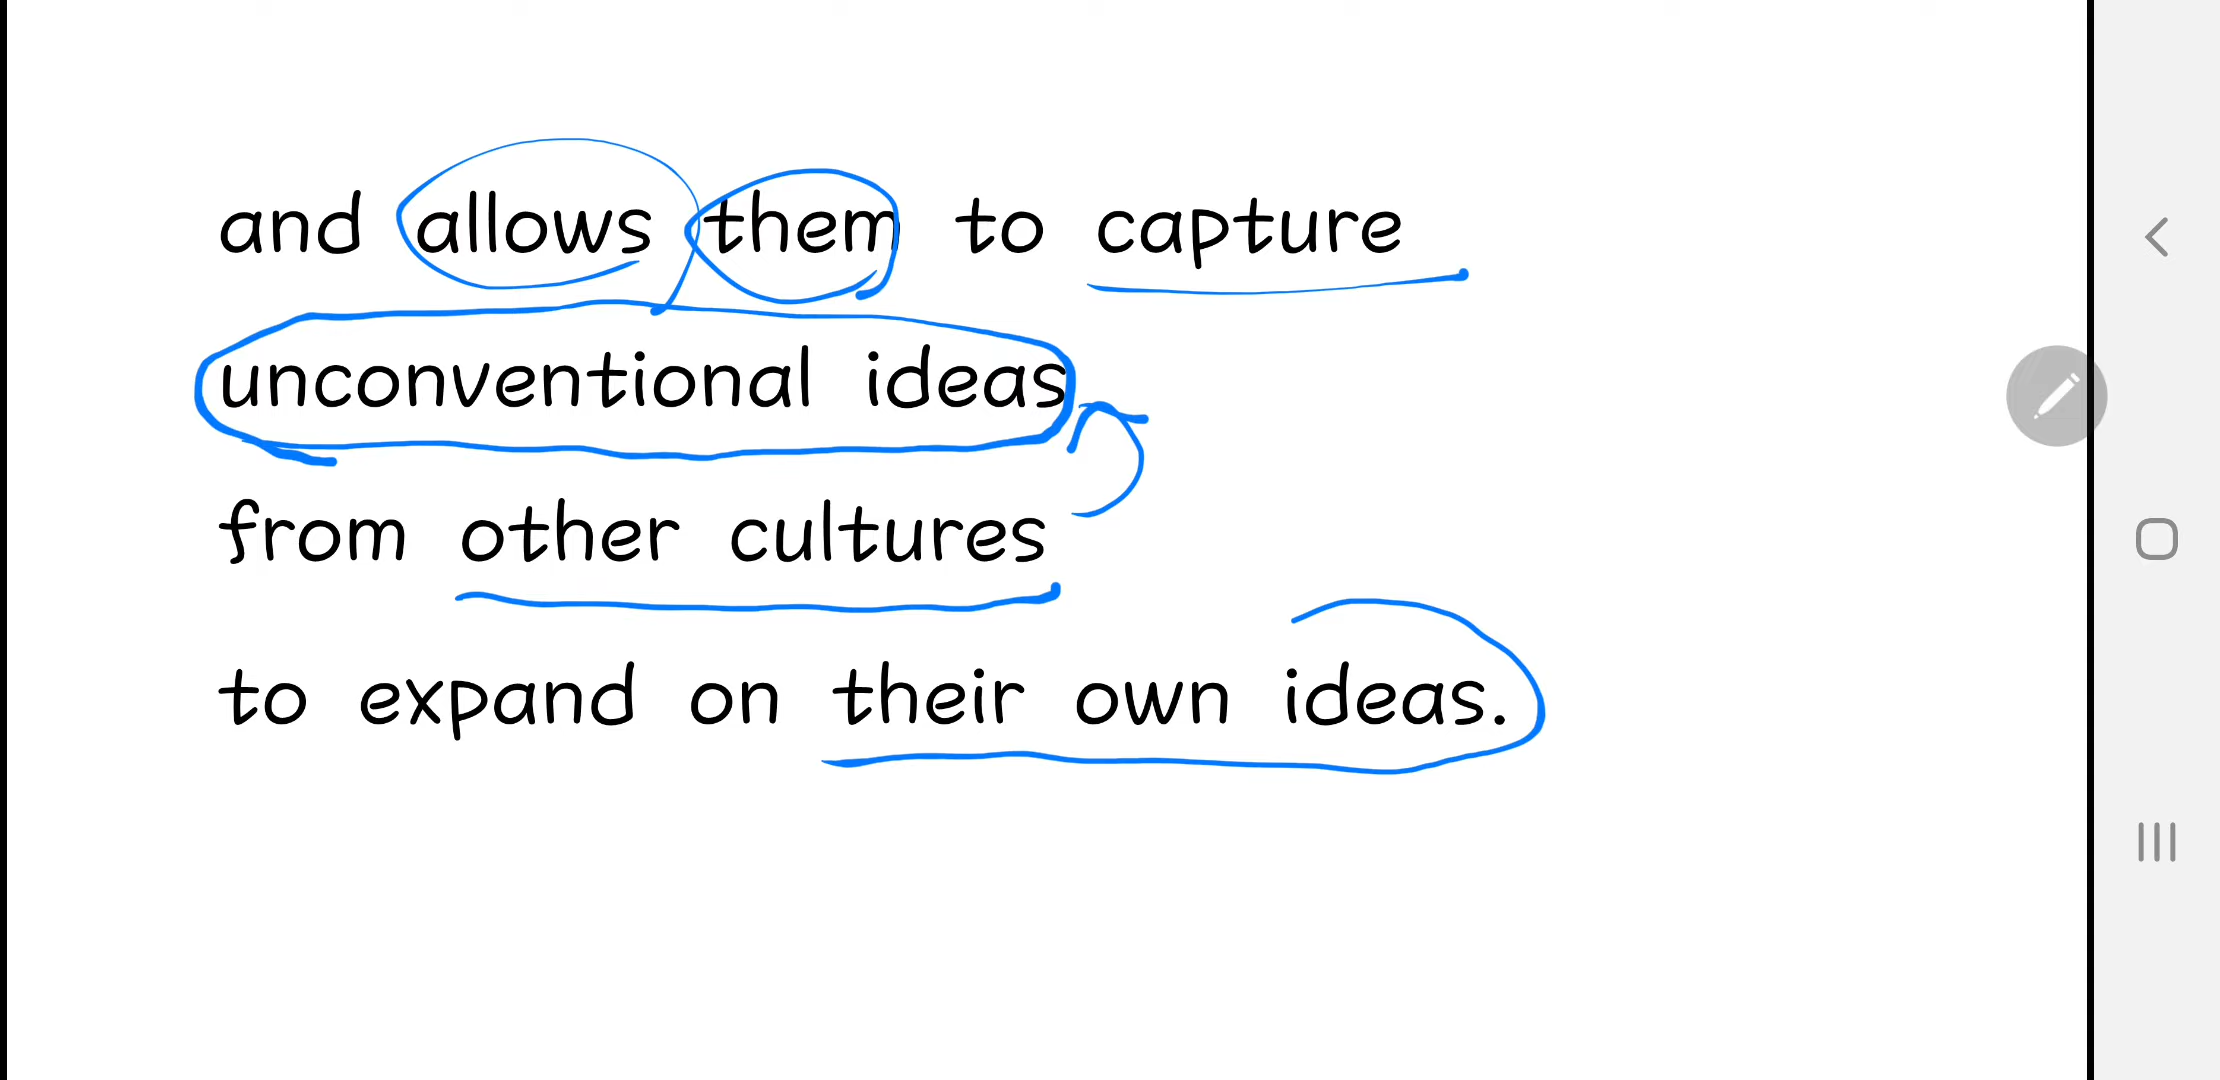 and allows them to capture
unconventional ideas
from other cultures
to expand on their own ideas.